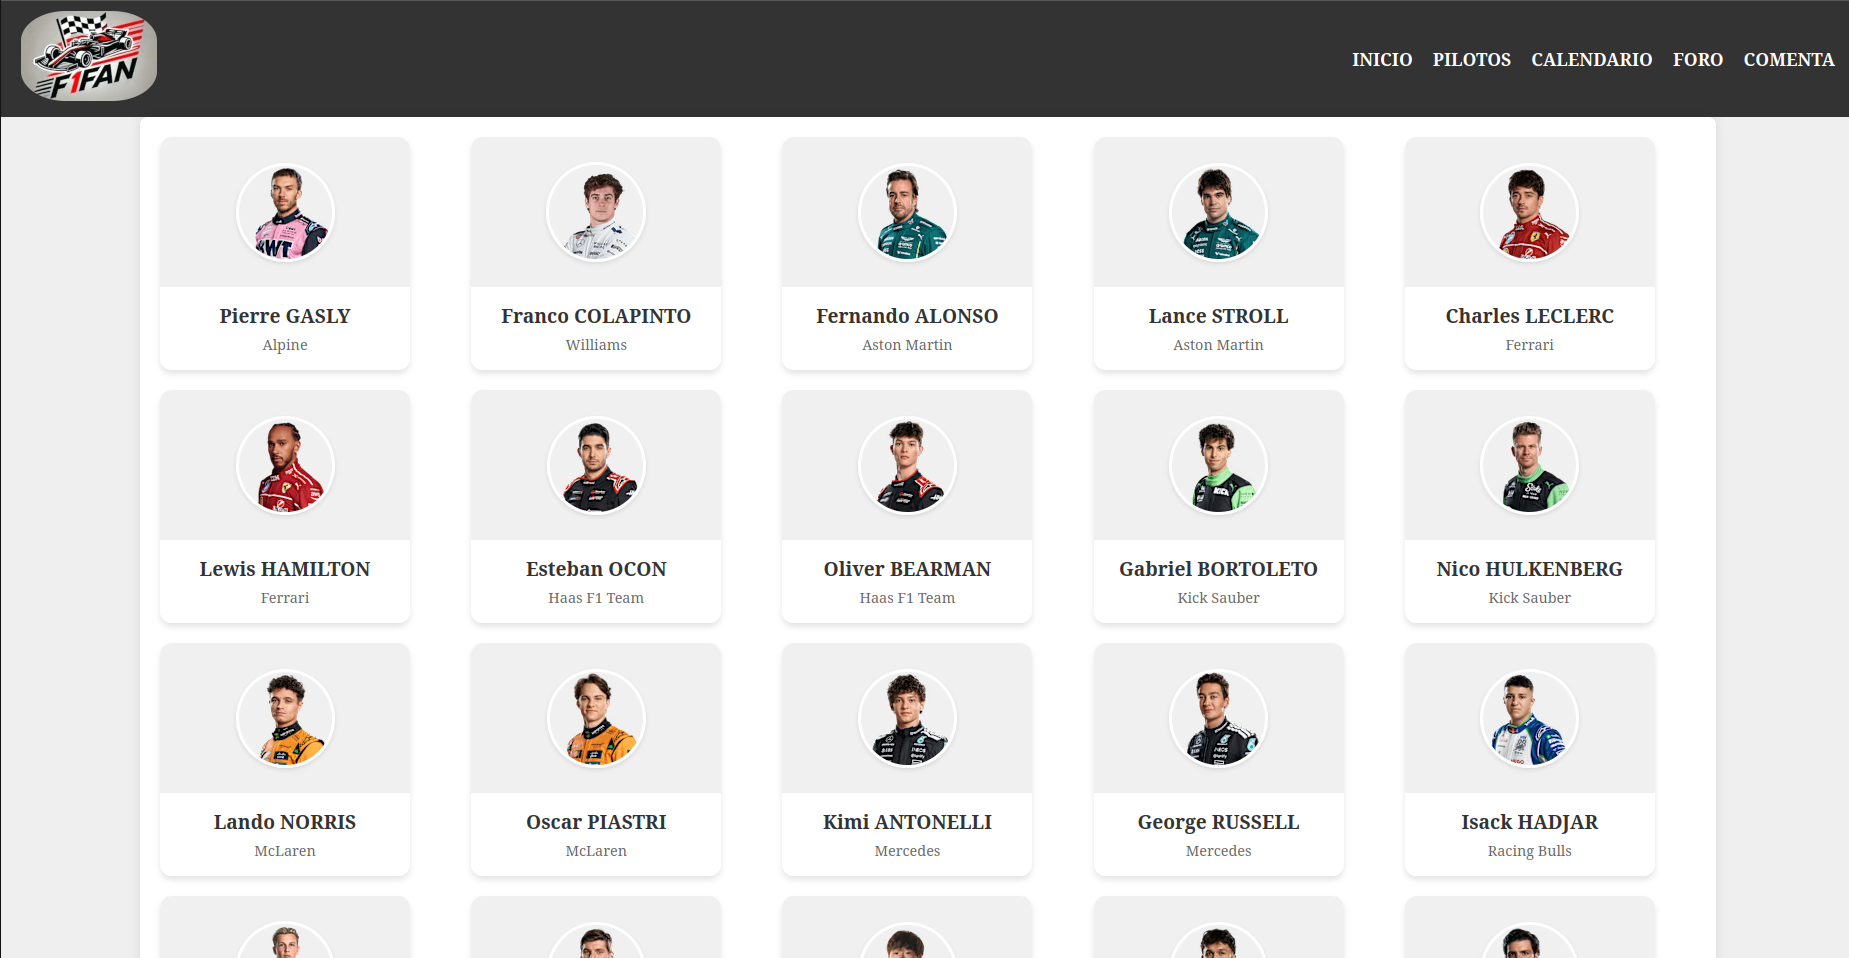 F1FAN
INICIO PILOTOS CALENDARIO FORO COMENTA
Pierre GASLY
Alpine
Franco COLAPINTO
Williams
Fernando ALONSO
Aston Martin
Lance STROLL
Aston Martin
Charles LECLERC
Ferrari
Lewis HAMILTON
Ferrari
Esteban OCON
Haas F1 Team
Oliver BEARMAN
Haas F1 Team
Gabriel BORTOLETO
Kick Sauber
Nico HULKENBERG
Kick Sauber
Lando NORRIS
McLaren
Oscar PIASTRI
McLaren
Kimi ANTONELLI
Mercedes
George RUSSELL
Mercedes
Isack HADJAR
Racing Bulls